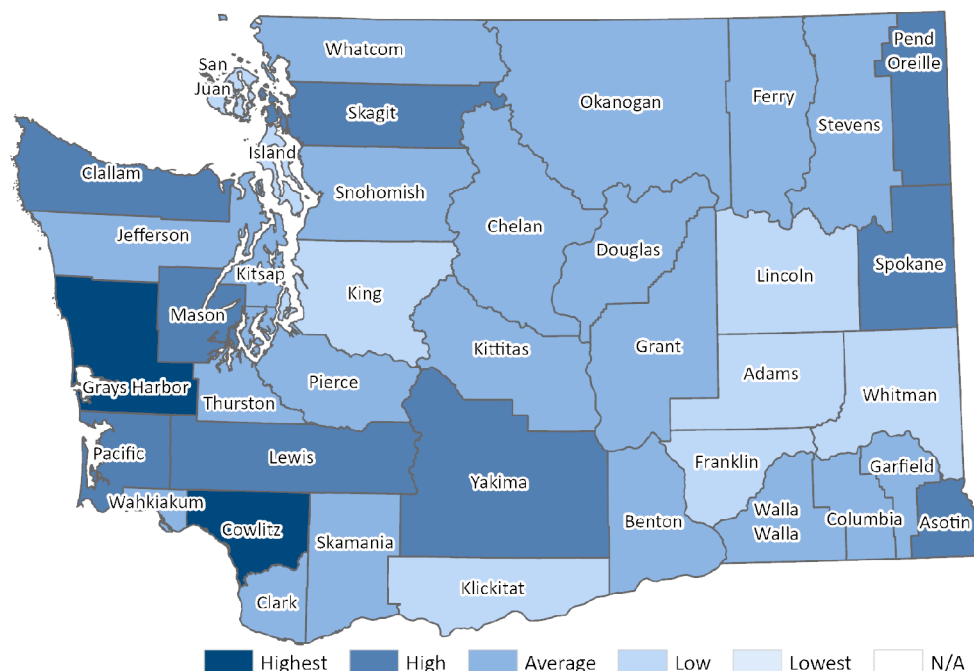 Whatcom
San
Juan
Skagit
Okanogan
Ferry
Stevens
Pend
Oreille
Island
Clallam
Snohomish
Chelan
Douglas
Jefferson
Kitsap
King
Lincoln
Spokane
Mason
Kittitas
Grant
Grays Harbor
Thurston
Pierce
Adams
Whitman
Pacific
Lewis
Yakima
Franklin
Garfield
Wahkiakum
Cowlitz
Skamania
Benton
Walla
Walla
Columbia
Asotin
Clark
Klickitat
Highest
High
Average
Low
Lowest
N/A